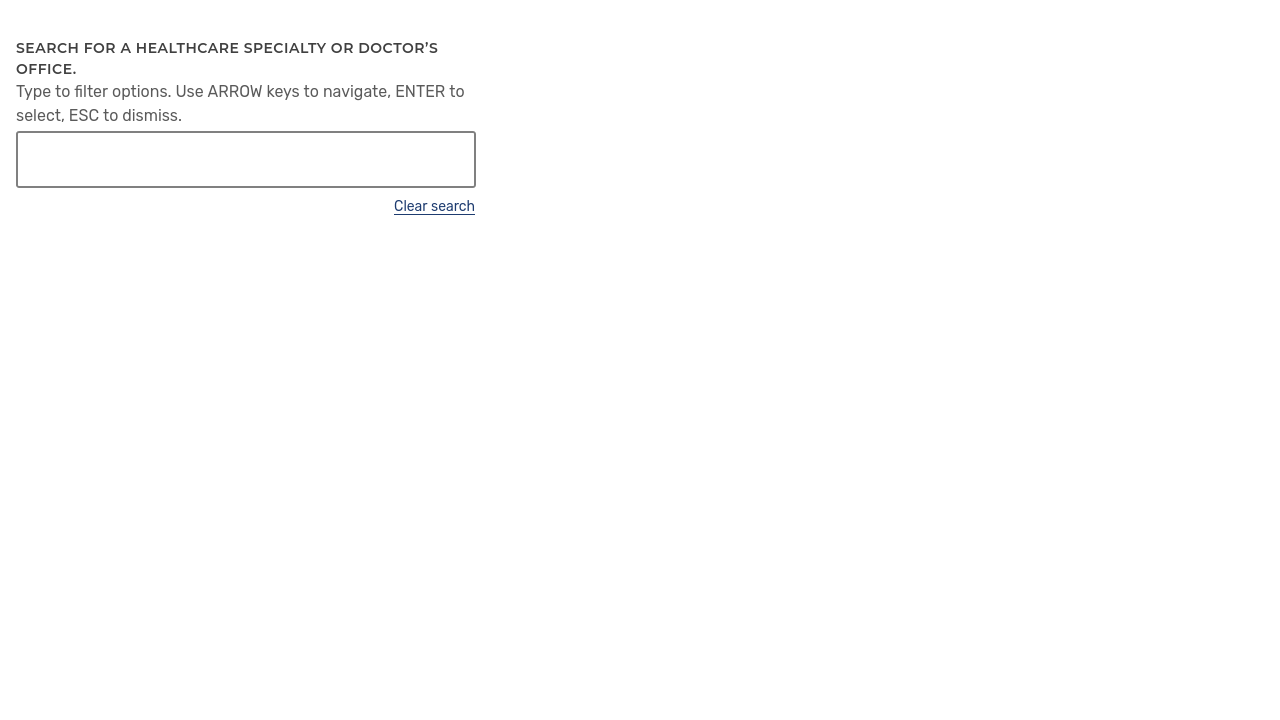 SEARCH FOR A HEALTHCARE SPECIALTY OR DOCTOR’S
OFFICE.
Type to filter options. Use ARROW keys to navigate, ENTER to
select, ESC to dismiss.
Clear search